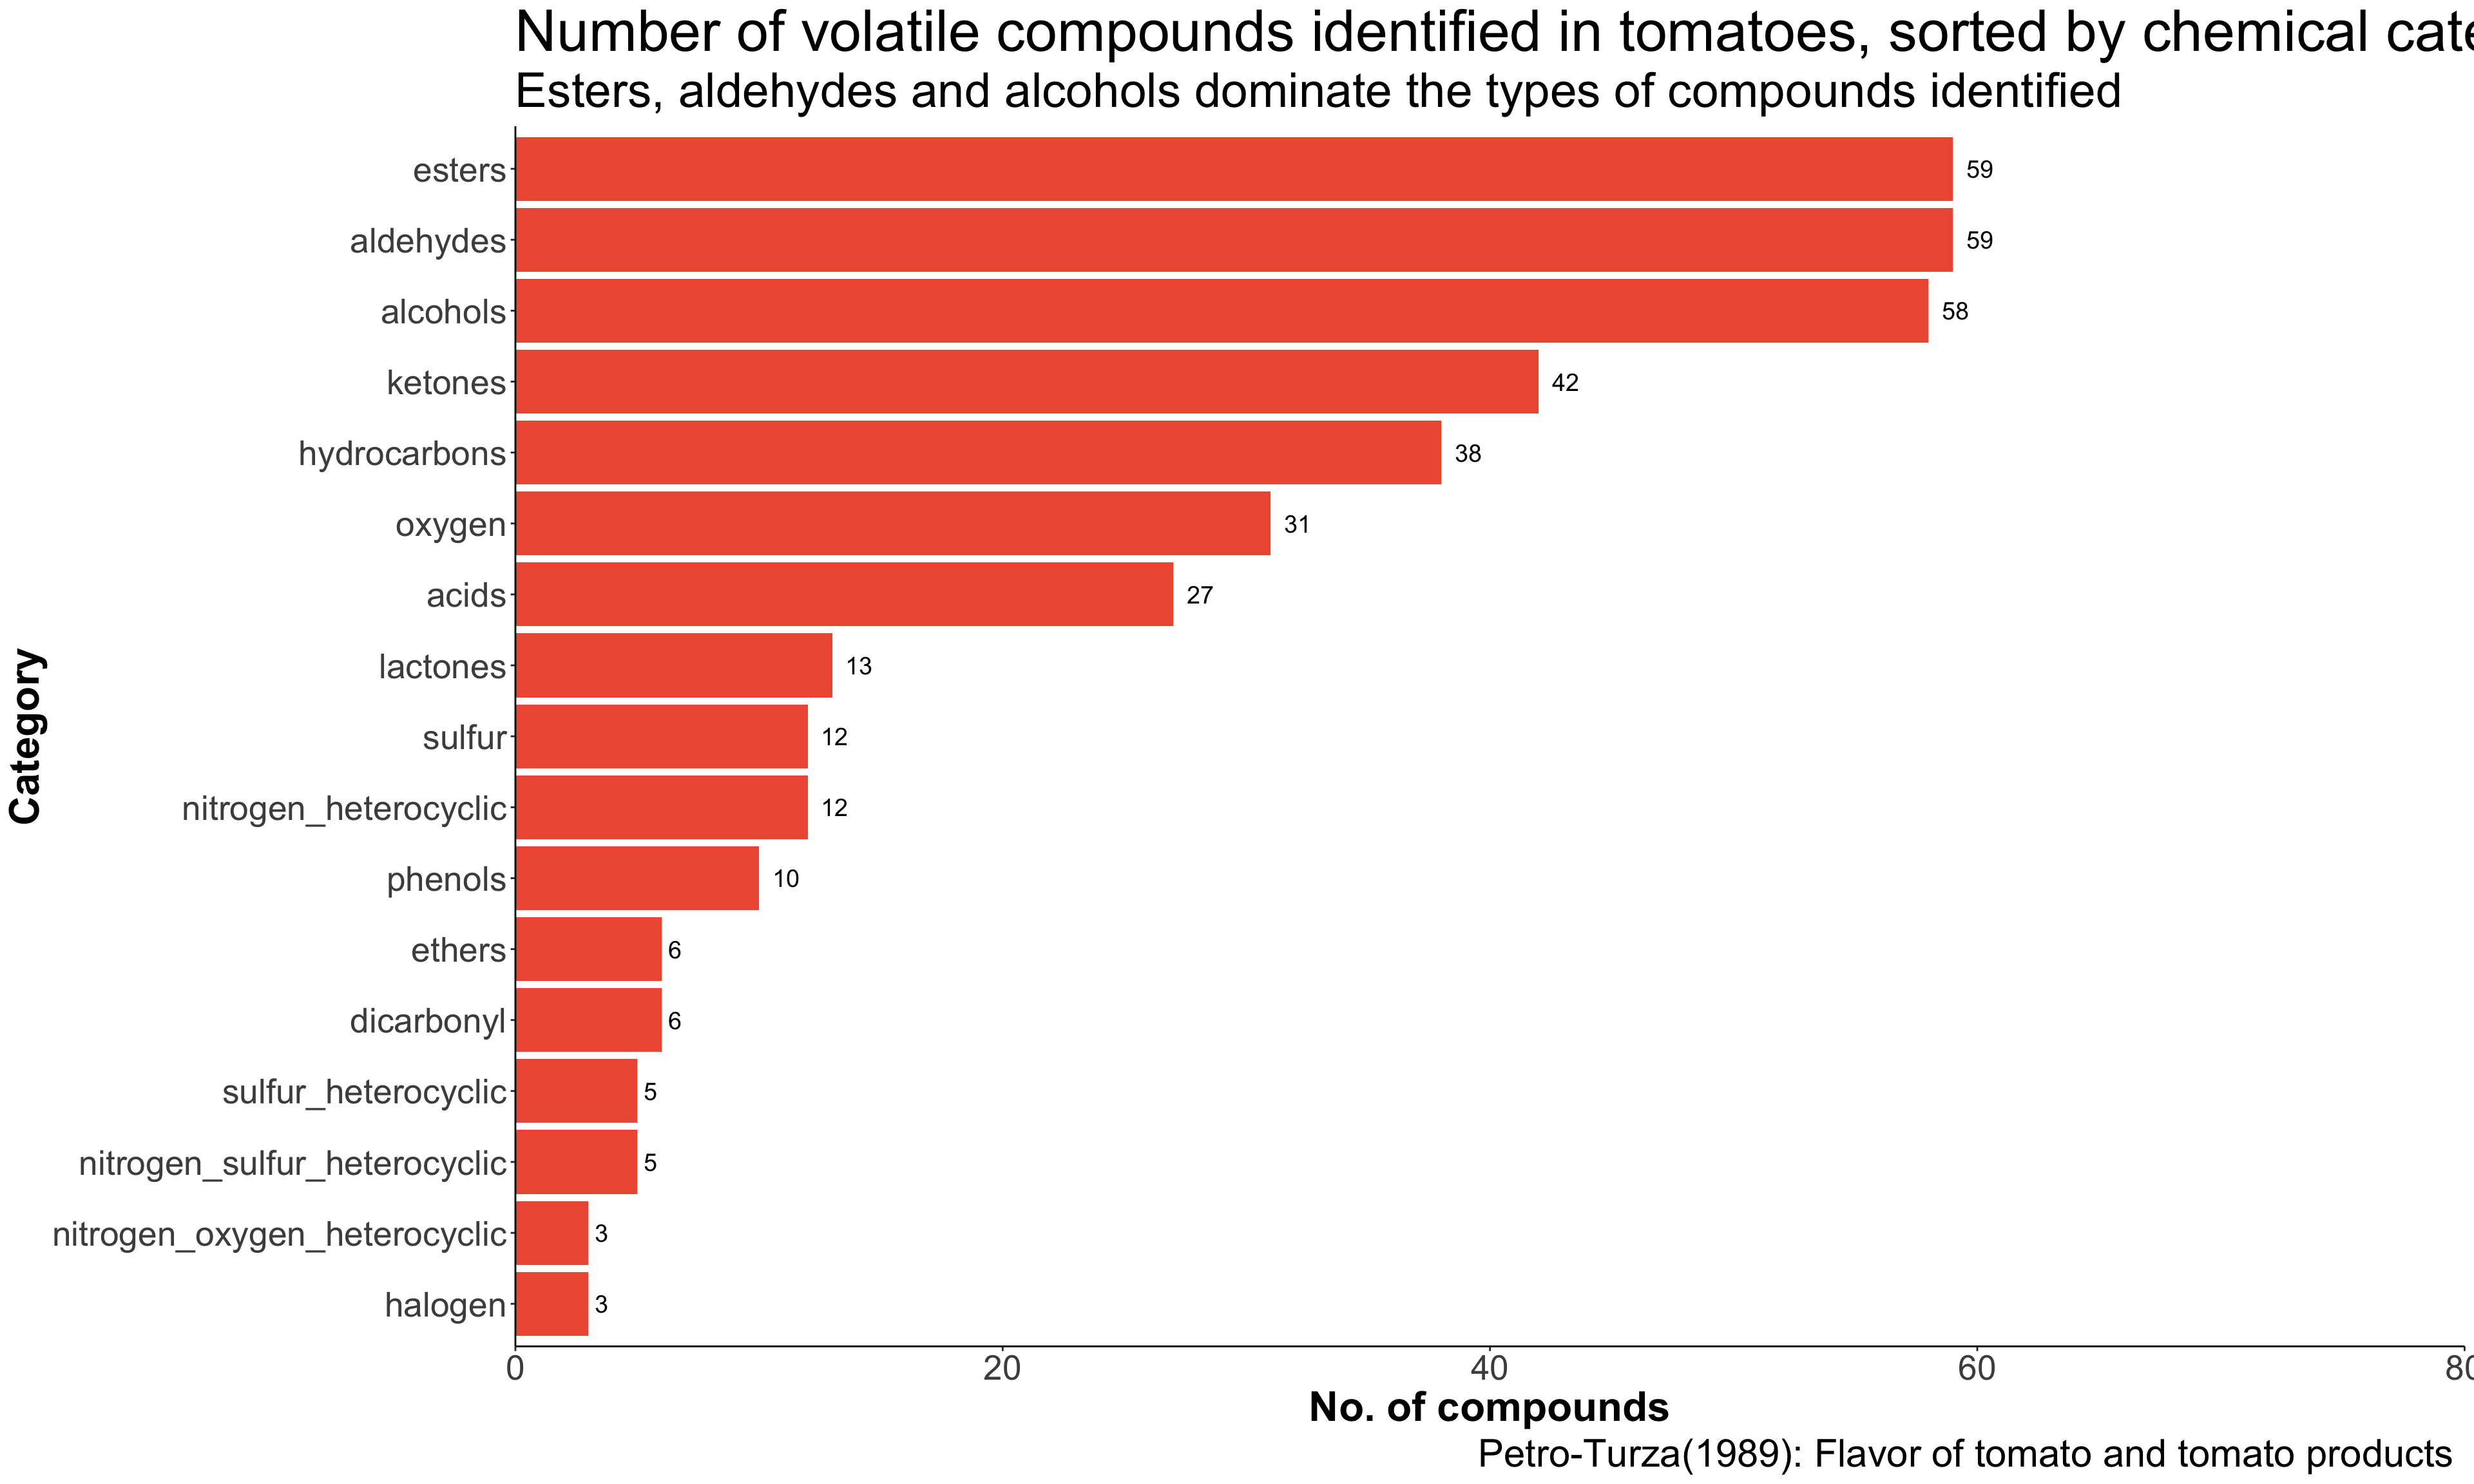 Number of volatile compounds identified in tomatoes, sorted by chemical
Esters, aldehydes and alcohols dominate the types of compounds identified
esters 59
aldehydes 59
alcohols 58
ketones 42
hydrocarbons 38
oxygen 31
acids 27
lactones 13
sulfur 12
nitrogen_heterocyclic 12
phenols 10
ethers 6
dicarbonyl 6
sulfur_heterocyclic 5
nitrogen_sulfur_heterocyclic 5
nitrogen_oxygen_heterocyclic 3
halogen 3
Category
0 20 40 60 80
No. of compounds
Petro-Turza(1989): Flavor of tomato and tomato products